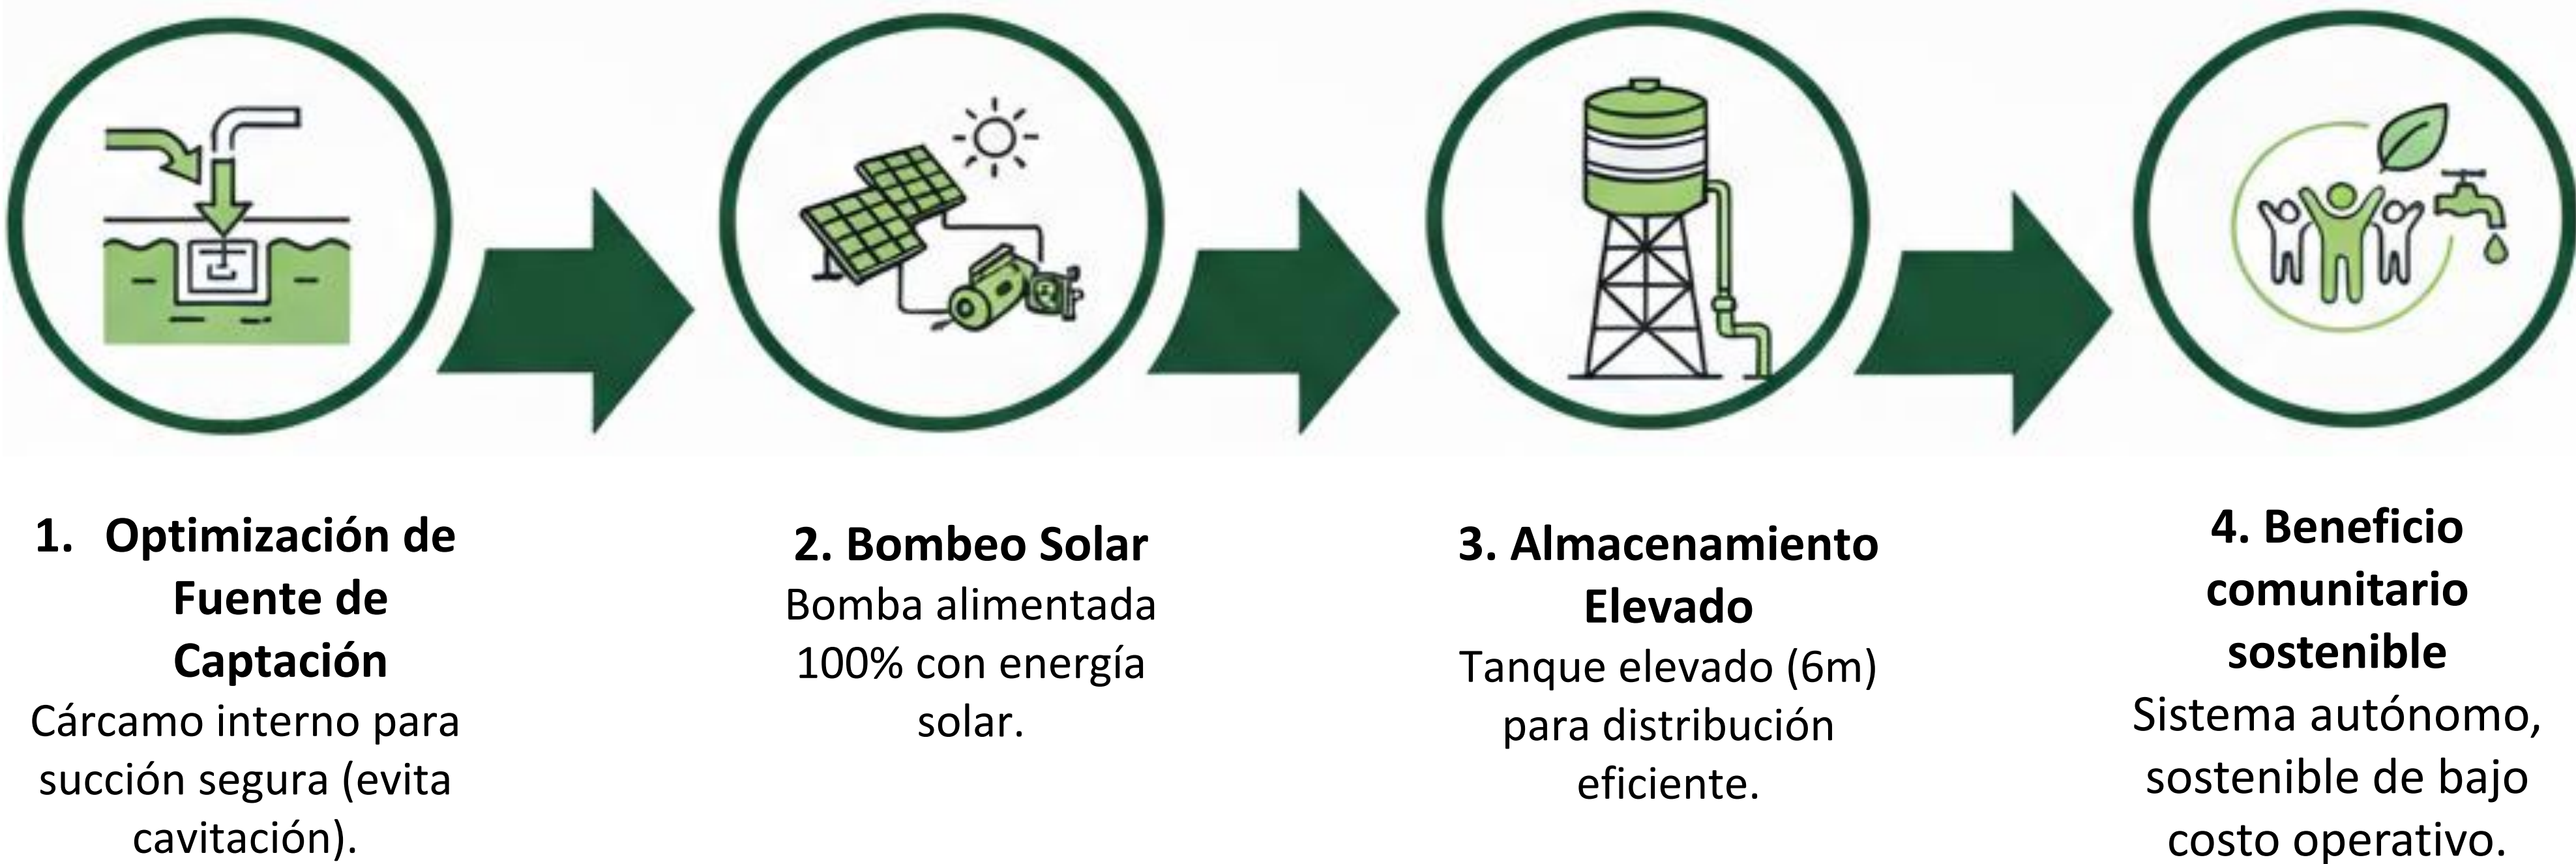 1. Optimización de
Fuente de
Captación
Cárcamo interno para
succión segura (evita
cavitación).
2. Bombeo Solar
Bomba alimentada
100% con energía
solar.
3. Almacenamiento
Elevado
Tanque elevado (6m)
para distribución
eficiente.
4. Beneficio
comunitario
sostenible
Sistema autónomo,
sostenible de bajo
costo operativo.